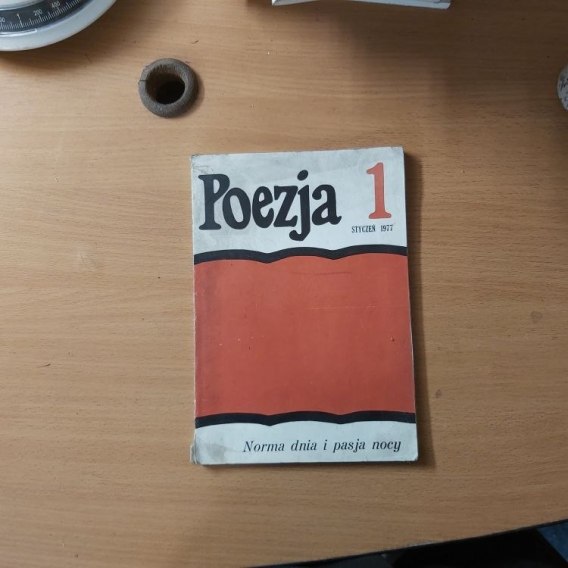 Poezja 1
STYCZEŃ 1977
Norma dnia i pasja nocy